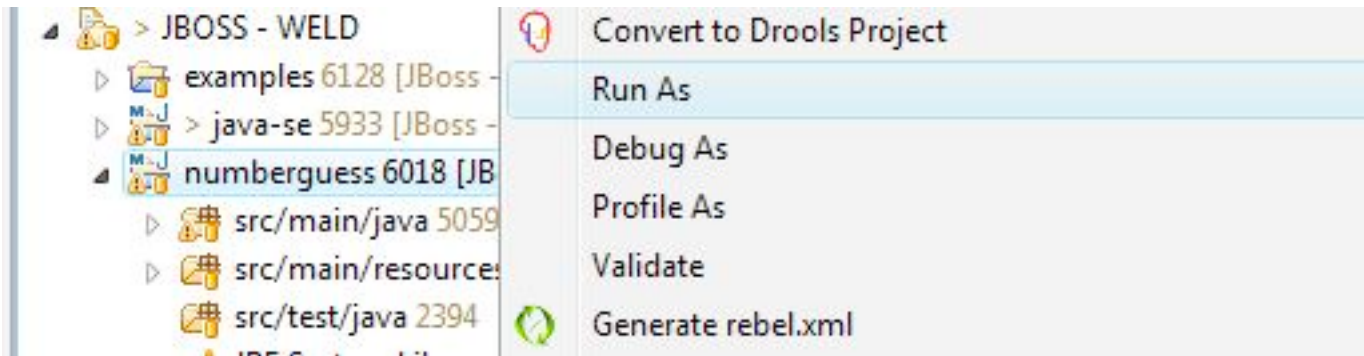 > JBOSS - WELD
examples 6128 [JBoss -
> java-se 5933 [JBoss -
numberguess 6018 [JB
src/main/java 5059
src/main/resources
src/test/java 2394
Convert to Drools Project
Run As
Debug As
Profile As
Validate
Generate rebel.xml